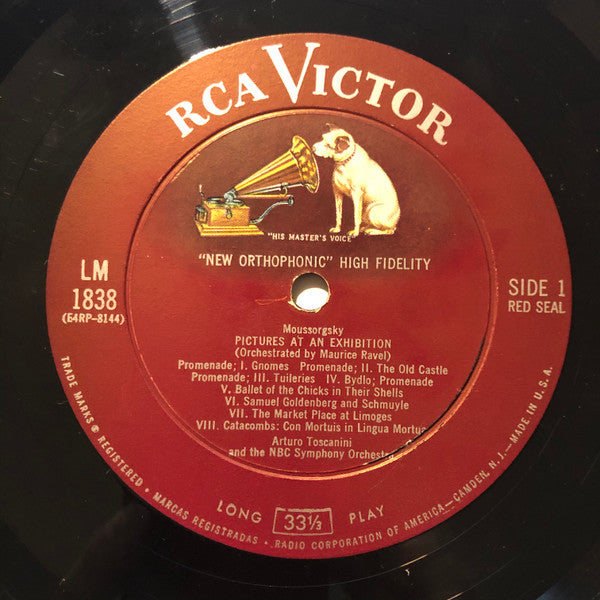 RCA VICTOR
"HIS MASTER'S VOICE"
"NEW ORTHOPHONIC" HIGH FIDELITY
LM
1838
(E4RP-8144)
SIDE 1
RED SEAL
Moussorgsky
PICTURES AT AN EXHIBITION
(Orchestrated by Maurice Ravel)
Promenade; I. Gnomes Promenade; II. The Old Castle
Promenade; III. Tuileries IV. Bydlo; Promenade
V. Ballet of the Chicks in Their Shells
VI. Samuel Goldenberg and Schmuyle
VII. The Market Place at Limoges
VIII. Catacombs: Con Mortuis in Lingua Mortua
Arturo Toscanini
and the NBC Symphony Orchestra
LONG 33⅓ PLAY
TRADE MARKS ® REGISTERED • MARCAS REGISTRADAS • RADIO CORPORATION OF AMERICA—CAMDEN, N.J.—MADE IN U.S.A.